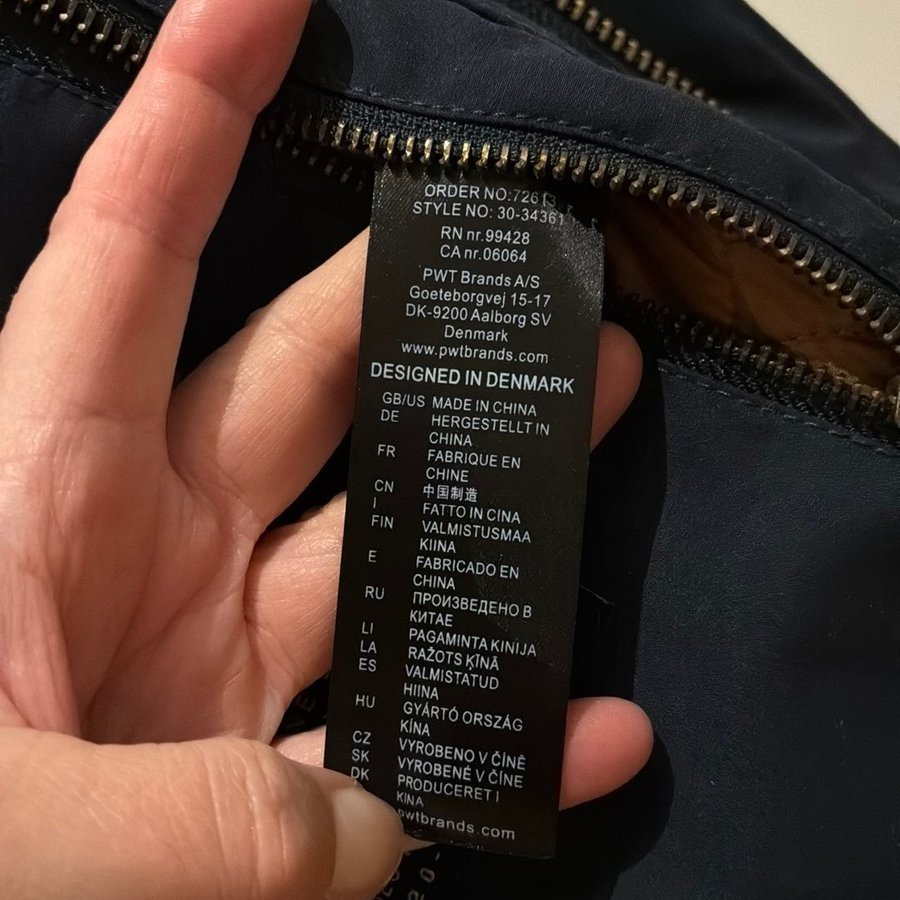 ORDER NO:72613
STYLE NO: 30-34361
RN nr.99428
CA nr.06064
PWT Brands A/S
Goeteborgvej 15-17
DK-9200 Aalborg SV
Denmark
www.pwtbrands.com
DESIGNED IN DENMARK
GB/US MADE IN CHINA
DE HERGESTELLT IN
CHINA
FR FABRIQUE EN
CHINE
CN 中国制造
I FATTO IN CINA
FIN VALMISTUSMAA
KIINA
E FABRICADO EN
CHINA
RU ПРОИЗВЕДЕНО В
КИТАЕ
LI PAGAMINTA KINIJA
LA RAŽOTS ĶĪNĀ
ES VALMISTATUD
HIINA
HU GYÁRTÓ ORSZÁG
KÍNA
CZ VYROBENO V ČÍNĚ
SK VYROBENÉ V ČÍNE
DK PRODUCERET I
KINA
pwtbrands.com